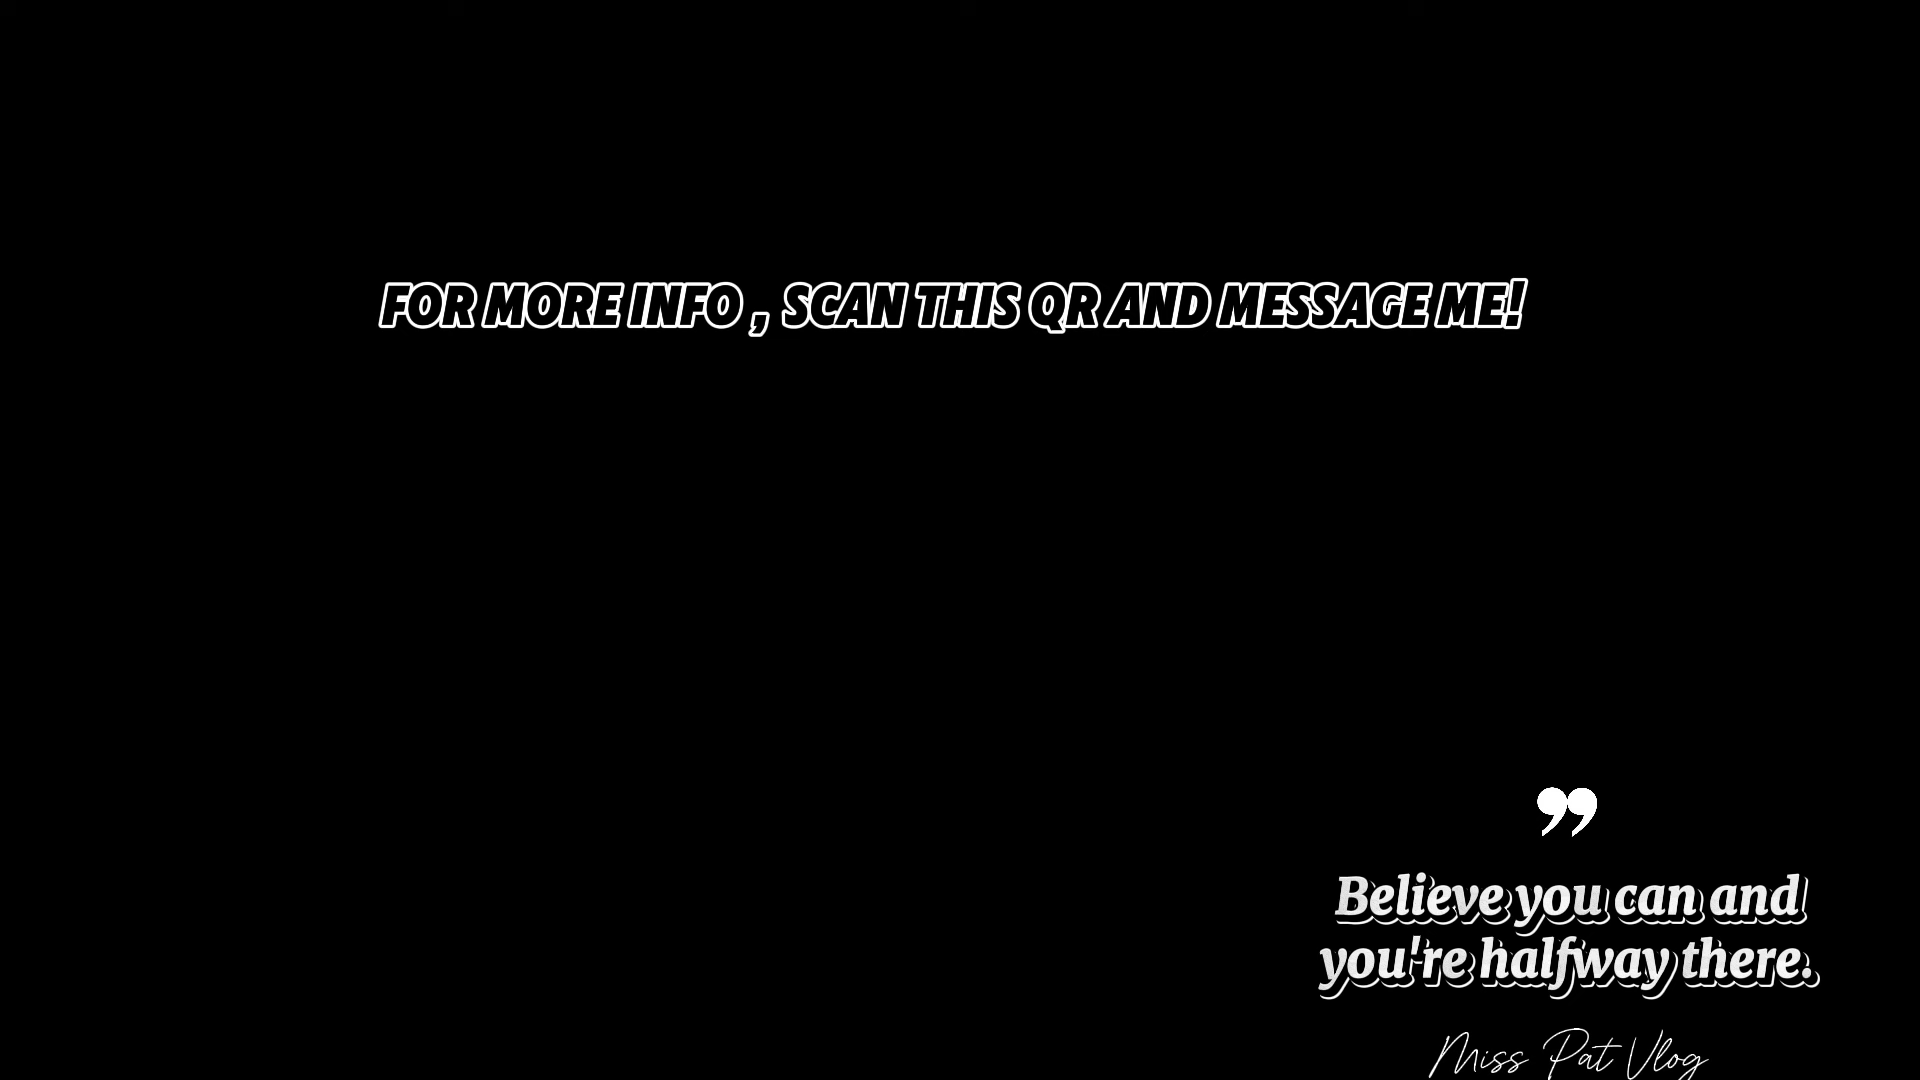 FOR MORE INFO , SCAN THIS QR AND MESSAGE ME!
”
Believe you can and
you're halfway there.
Miss Pat Vlog